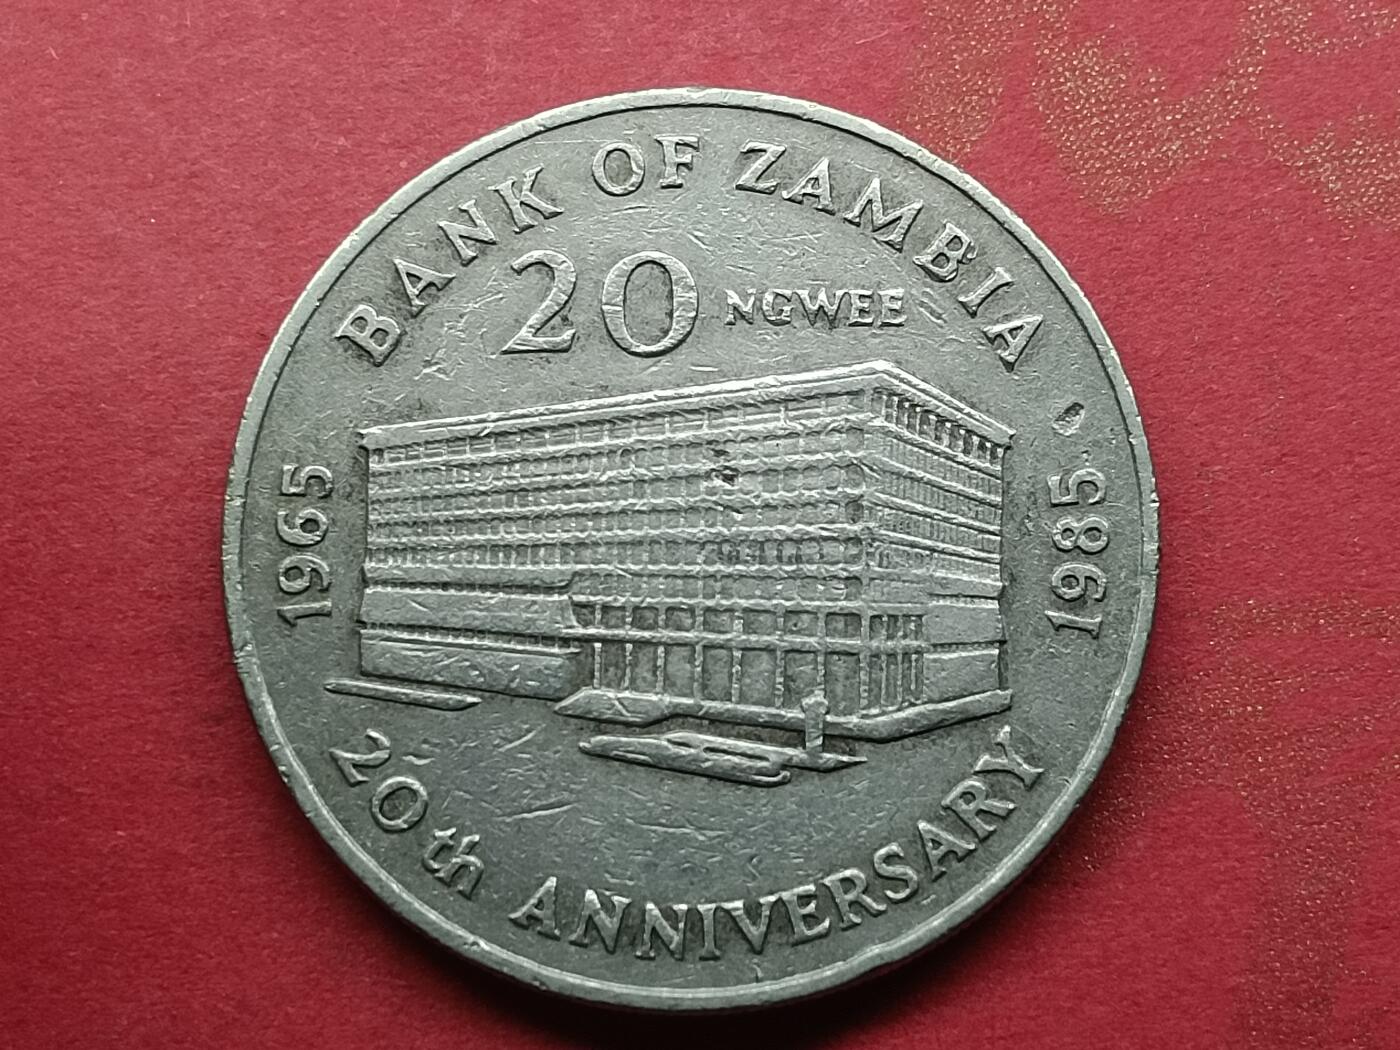 BANK OF ZAMBIA
20 NGWEE
1965
1985
20th ANNIVERSARY